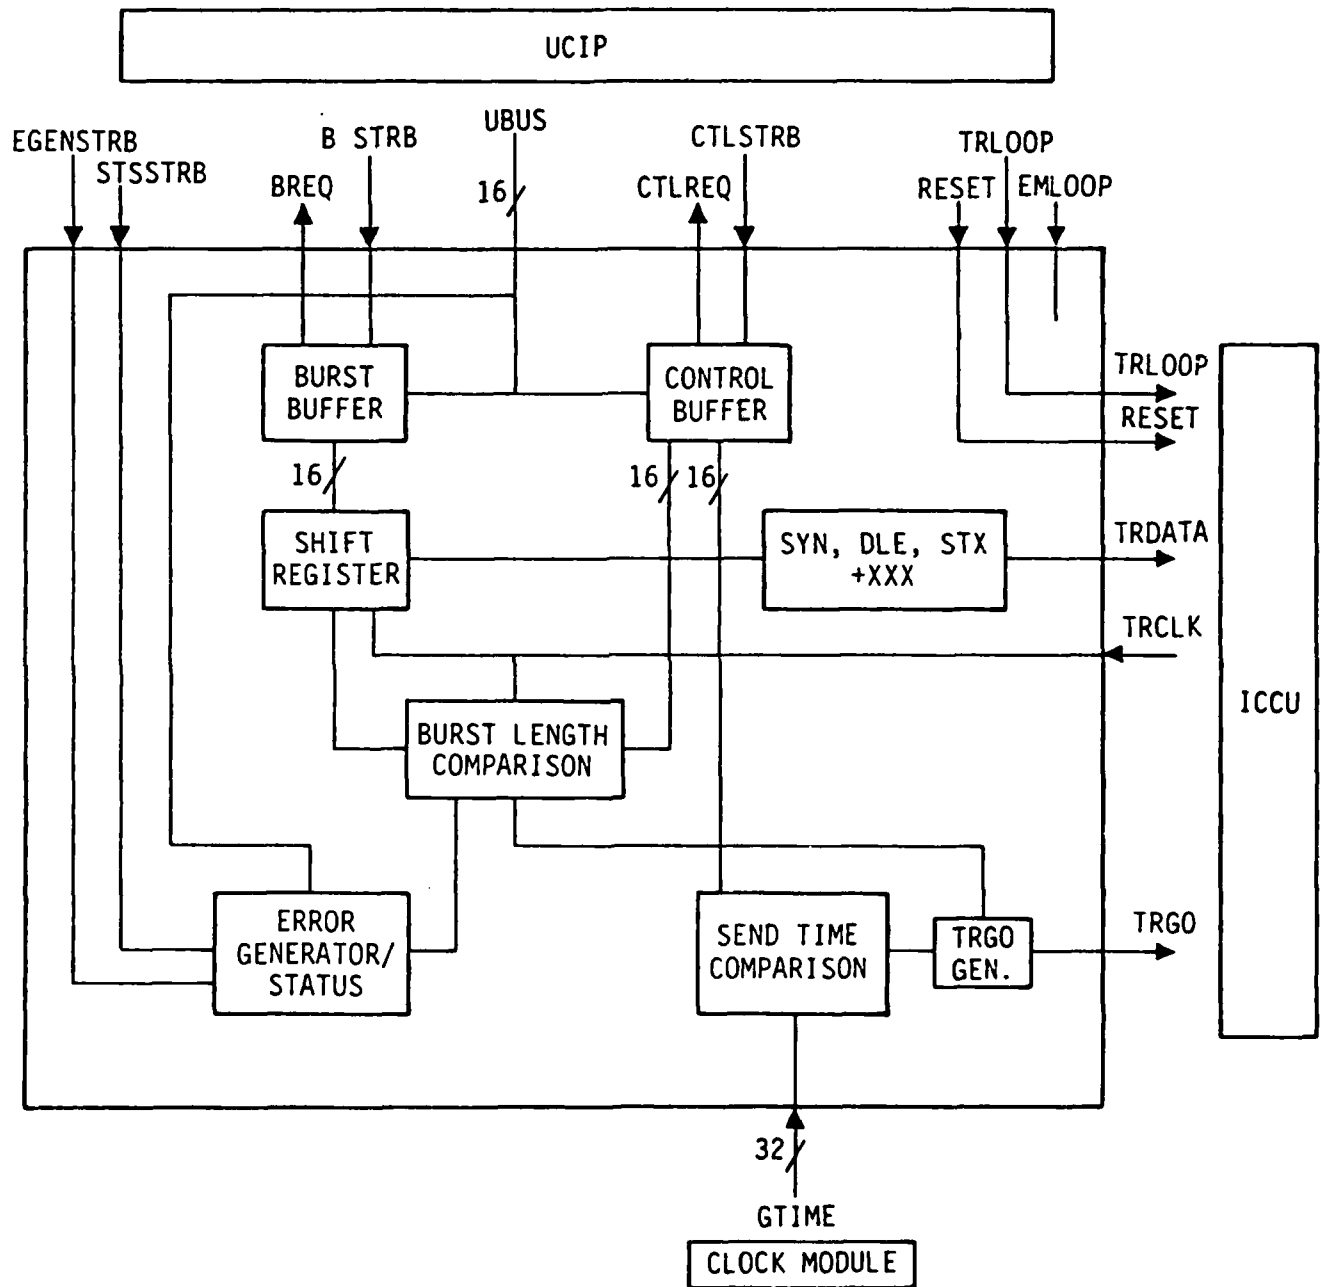 UCIP
EGENSTRB
STSSTRB
BREQ
B STRB
UBUS
16
CTLREQ
CTLSTRB
RESET
TRLOOP
EMLOOP
BURST
BUFFER
CONTROL
BUFFER
TRLOOP
RESET
16
16
16
SHIFT
REGISTER
SYN, DLE, STX
+XXX
TRDATA
TRCLK
ICCU
BURST LENGTH
COMPARISON
ERROR
GENERATOR/
STATUS
SEND TIME
COMPARISON
TRGO
GEN.
TRGO
32
GTIME
CLOCK MODULE